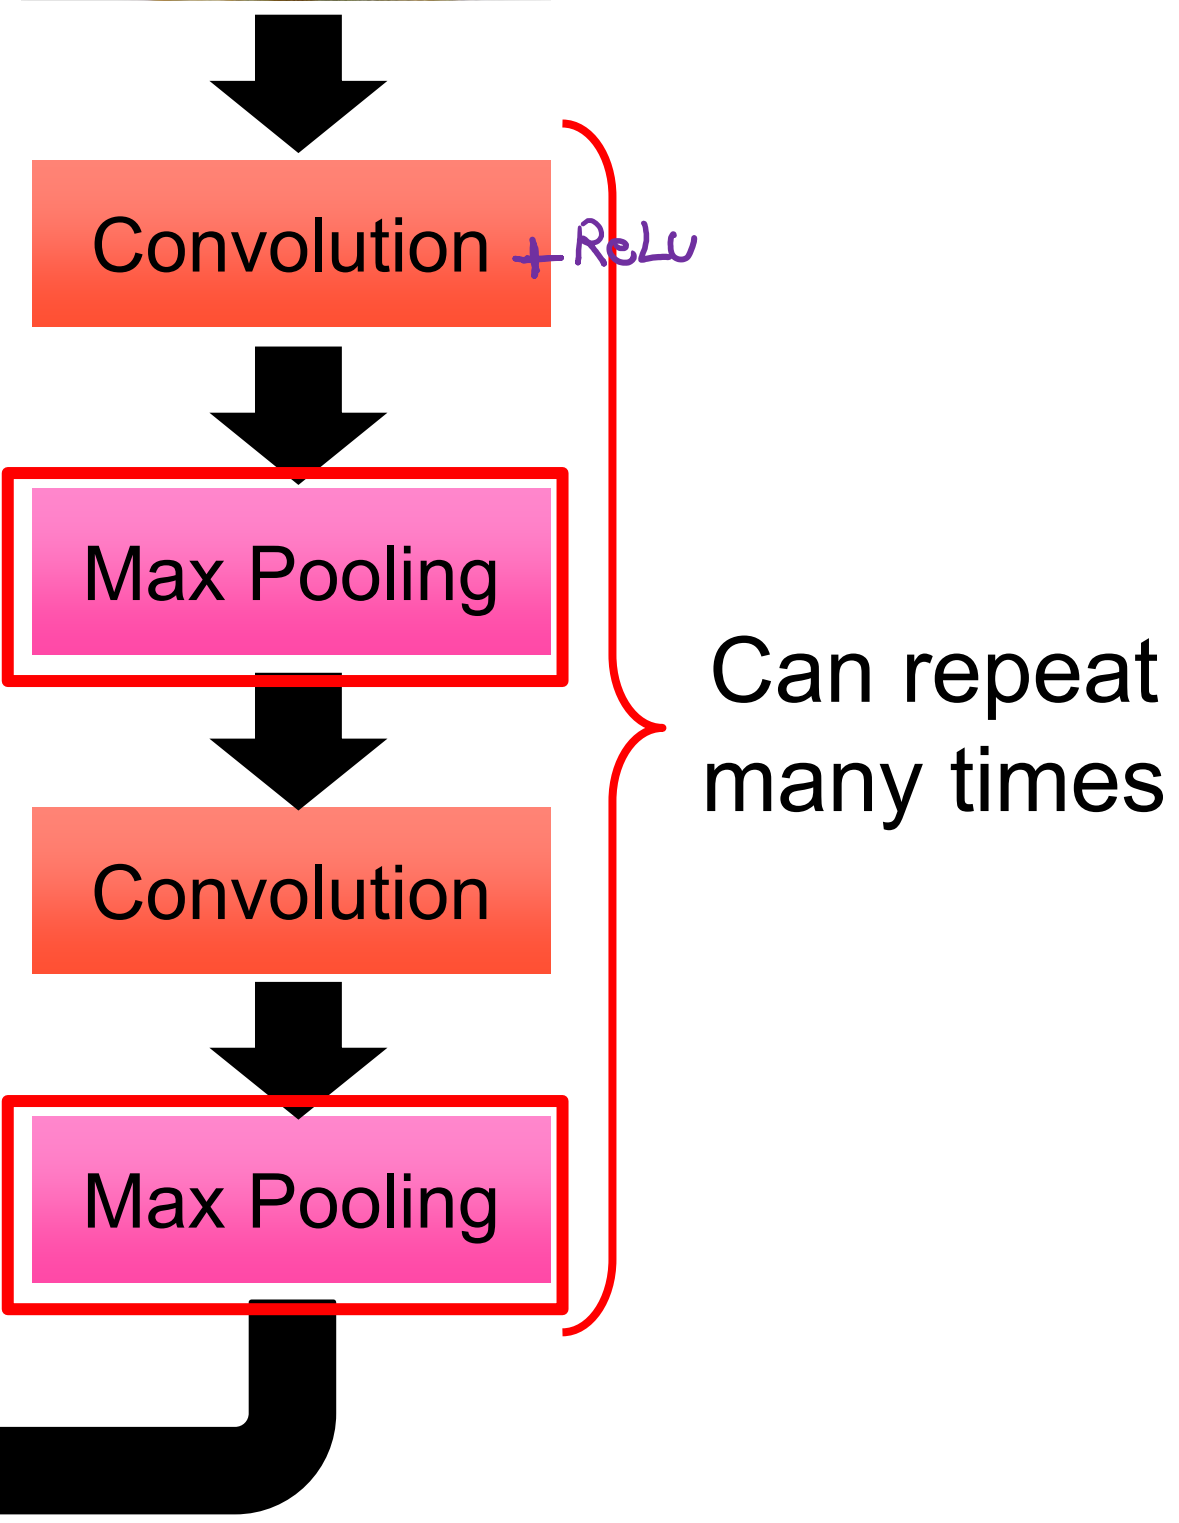 Convolution + ReLU
Max Pooling
Can repeat
many times
Convolution
Max Pooling